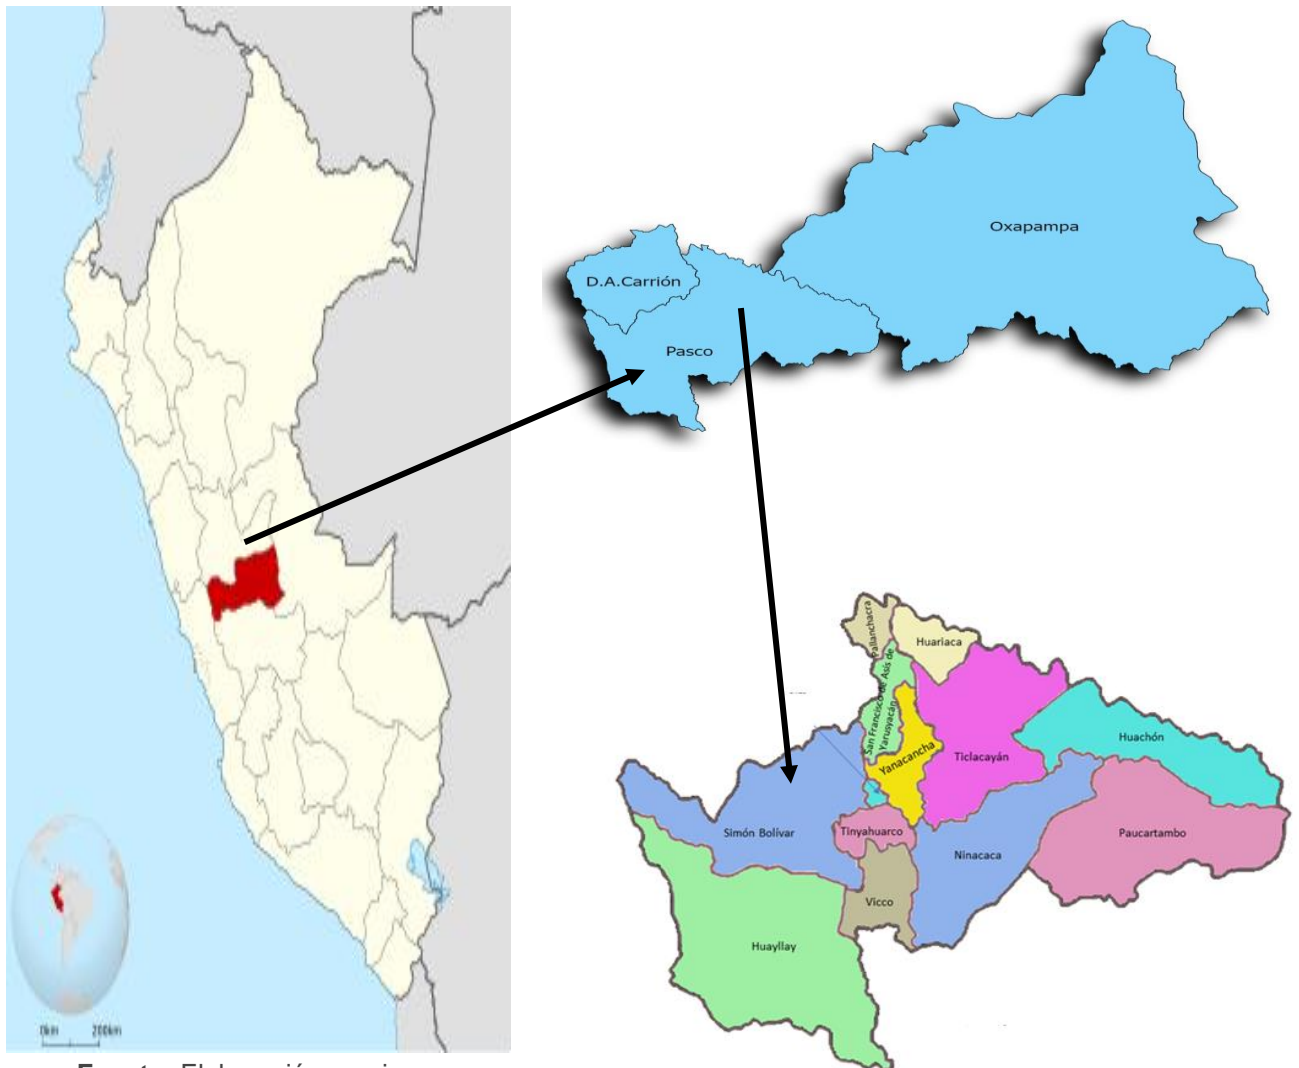 Oxapampa
D.A.Carrión
Pasco
Pallanchacra
Huariaca
San Francisco de Asís de
Yarusyacán
Yanacancha
Ticlacayán
Huachón
Simón Bolívar
Tinyahuarco
Paucartambo
Ninacaca
Vicco
Huayllay
0km 200km